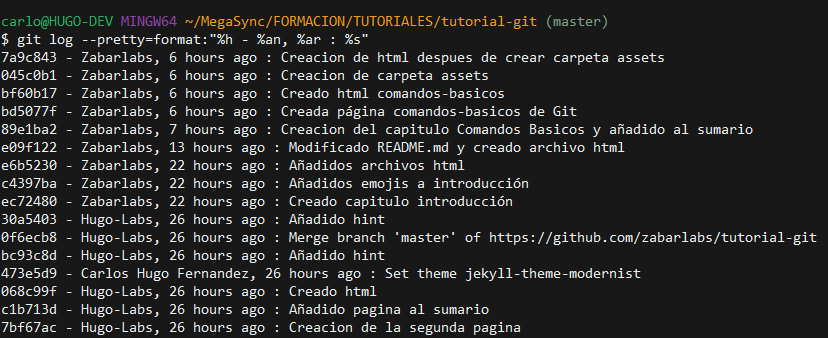 carlo@HUGO-DEV MINGW64 ~/MegaSync/FORMACION/TUTORIALES/tutorial-git (master)
$ git log --pretty=format:"%h - %an, %ar : %s"
7a9c843 - Zabarlabs, 6 hours ago : Creacion de html despues de crear carpeta assets
045c0b1 - Zabarlabs, 6 hours ago : Creacion de carpeta assets
bf60b17 - Zabarlabs, 6 hours ago : Creado html comandos-basicos
bd5077f - Zabarlabs, 6 hours ago : Creada página comandos-basicos de Git
89e1ba2 - Zabarlabs, 7 hours ago : Creacion del capitulo Comandos Basicos y añadido al sumario
e09f122 - Zabarlabs, 13 hours ago : Modificado README.md y creado archivo html
e6b5230 - Zabarlabs, 22 hours ago : Añadidos archivos html
c4397ba - Zabarlabs, 22 hours ago : Añadidos emojis a introducción
ec72480 - Zabarlabs, 22 hours ago : Creado capitulo introducción
30a5403 - Hugo-Labs, 26 hours ago : Añadido hint
0f6ecb8 - Hugo-Labs, 26 hours ago : Merge branch 'master' of https://github.com/zabarlabs/tutorial-git
bc93c8d - Hugo-Labs, 26 hours ago : Añadido hint
473e5d9 - Carlos Hugo Fernandez, 26 hours ago : Set theme jekyll-theme-modernist
068c99f - Hugo-Labs, 26 hours ago : Creado html
c1b713d - Hugo-Labs, 26 hours ago : Añadido pagina al sumario
7bf67ac - Hugo-Labs, 26 hours ago : Creacion de la segunda pagina